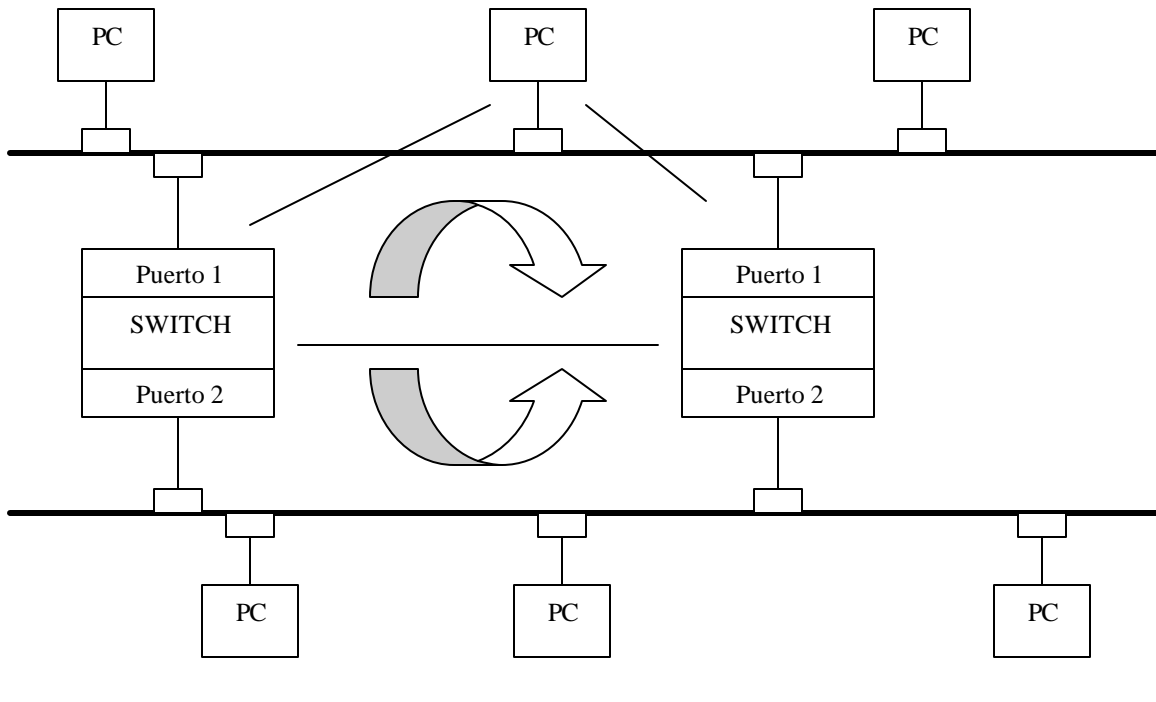 PC
PC
PC
Puerto 1
SWITCH
Puerto 2
Puerto 1
SWITCH
Puerto 2
PC
PC
PC